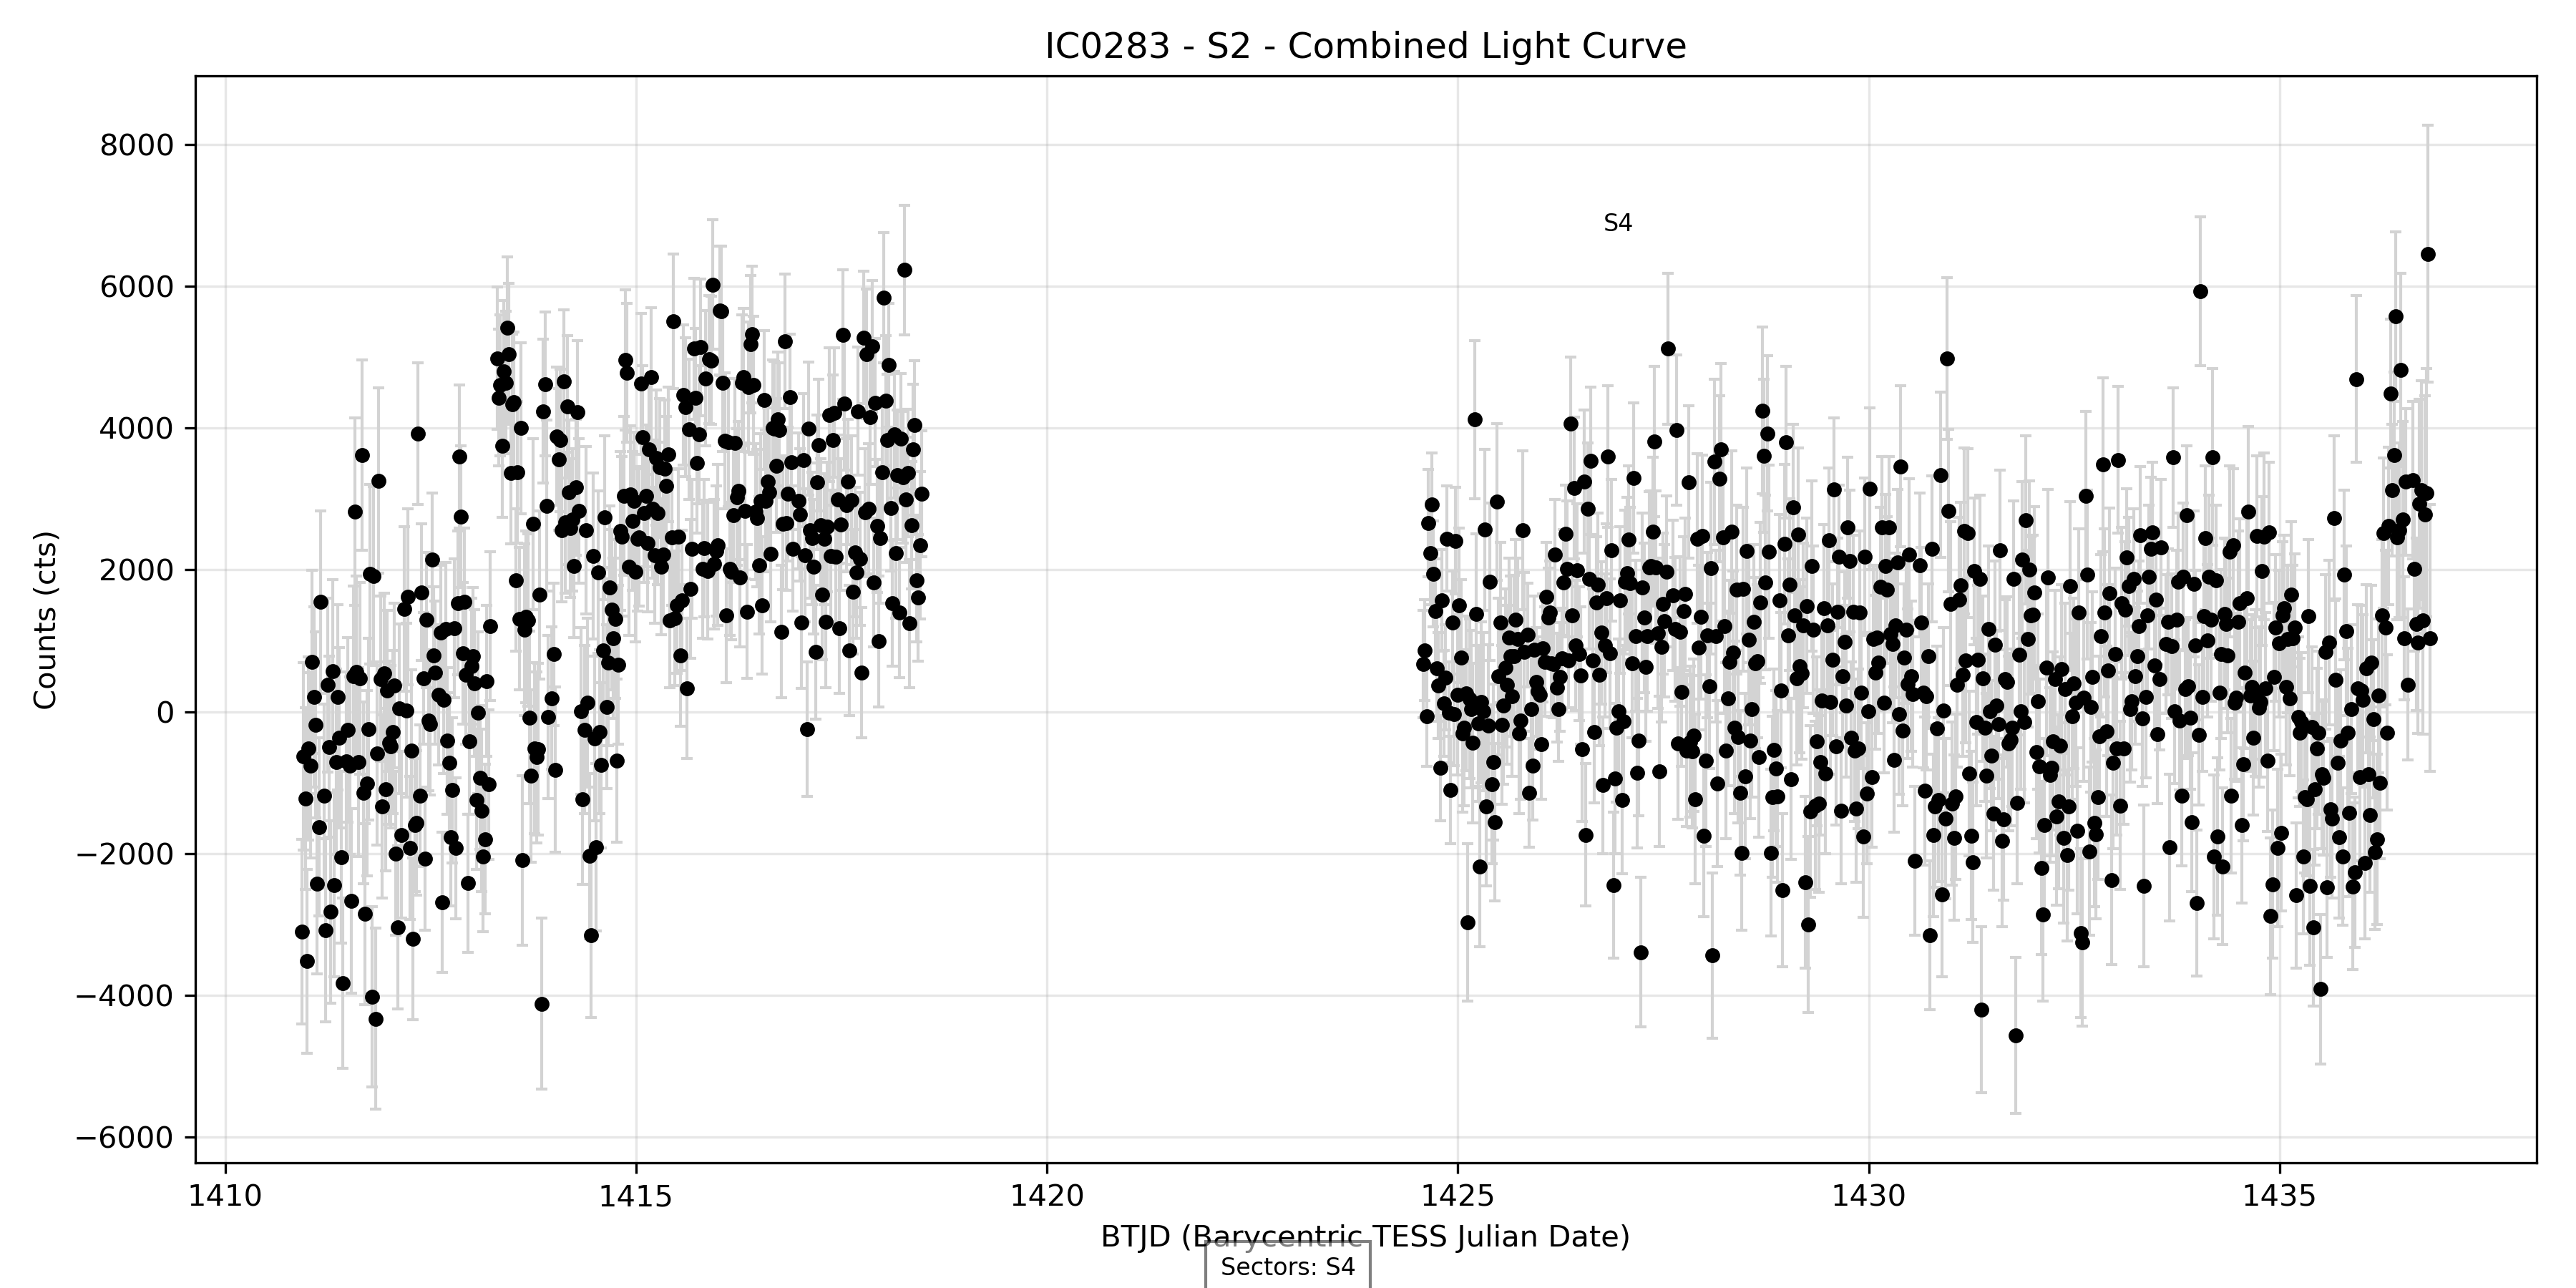 IC0283 - S2 - Combined Light Curve
Counts (cts)
8000
6000
4000
2000
0
−2000
−4000
−6000
S4
1410 1415 1420 1425 1430 1435
BTJD (Barycentric TESS Julian Date)
Sectors: S4